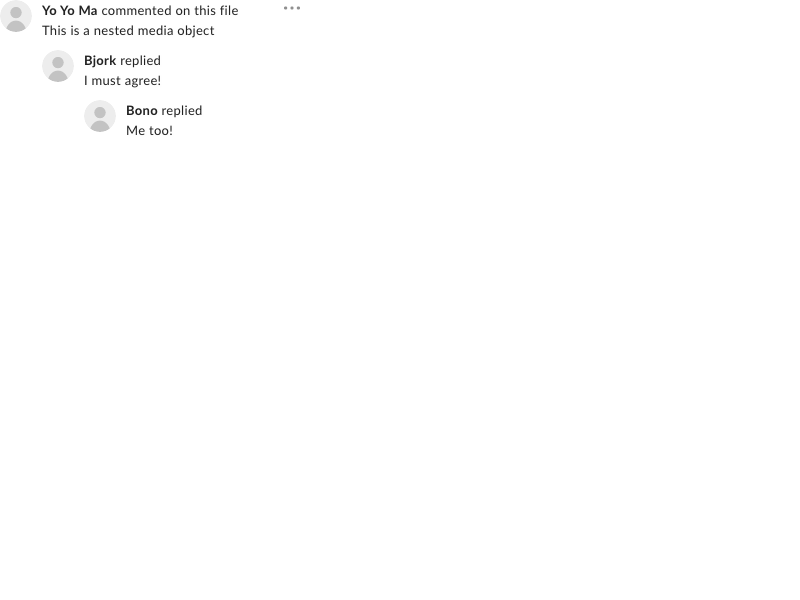 Yo Yo Ma commented on this file
This is a nested media object
Bjork replied
I must agree!
Bono replied
Me too!